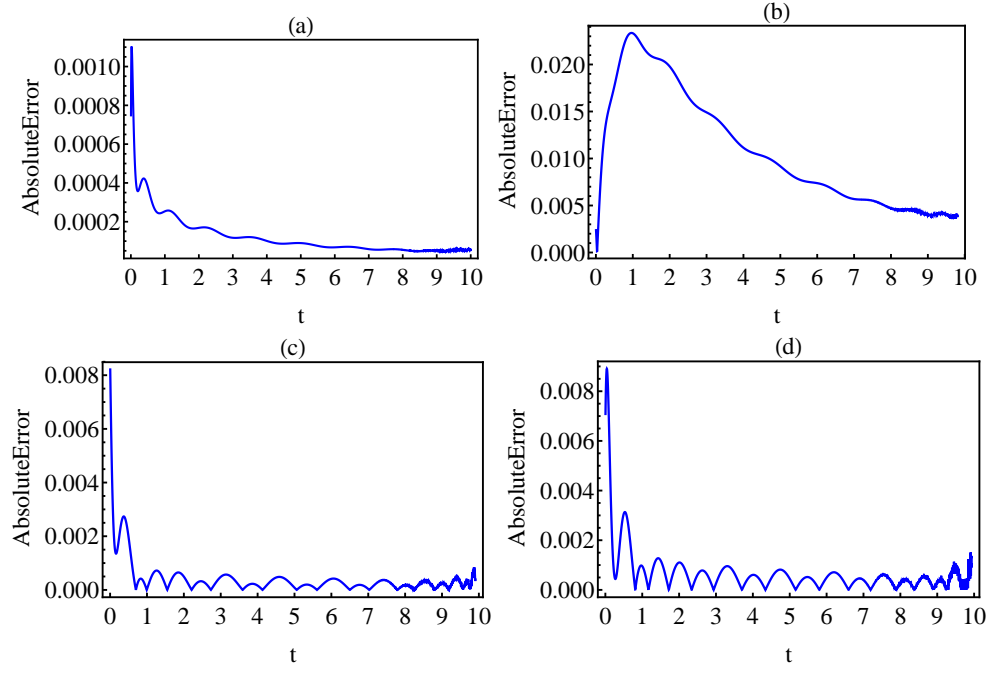 (a)
AbsoluteError
0.0010
0.0008
0.0006
0.0004
0.0002
0 1 2 3 4 5 6 7 8 9 10
t
(b)
AbsoluteError
0.020
0.015
0.010
0.005
0.000
0 1 2 3 4 5 6 7 8 9 10
t
(c)
AbsoluteError
0.008
0.006
0.004
0.002
0.000
0 1 2 3 4 5 6 7 8 9 10
t
(d)
AbsoluteError
0.008
0.006
0.004
0.002
0.000
0 1 2 3 4 5 6 7 8 9 10
t